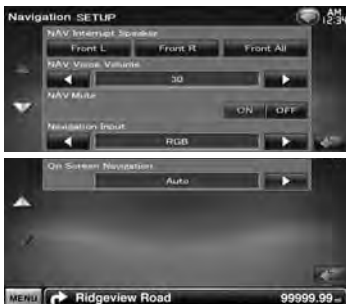 Navigation SETUP
AM
12:34
NAV Interrupt Speaker
Front L Front R Front All
NAV Voice Volume
30
NAV Mute
ON OFF
Navigation Input
RGB
On Screen Navigation
Auto
MENU Ridgeview Road 99999.99